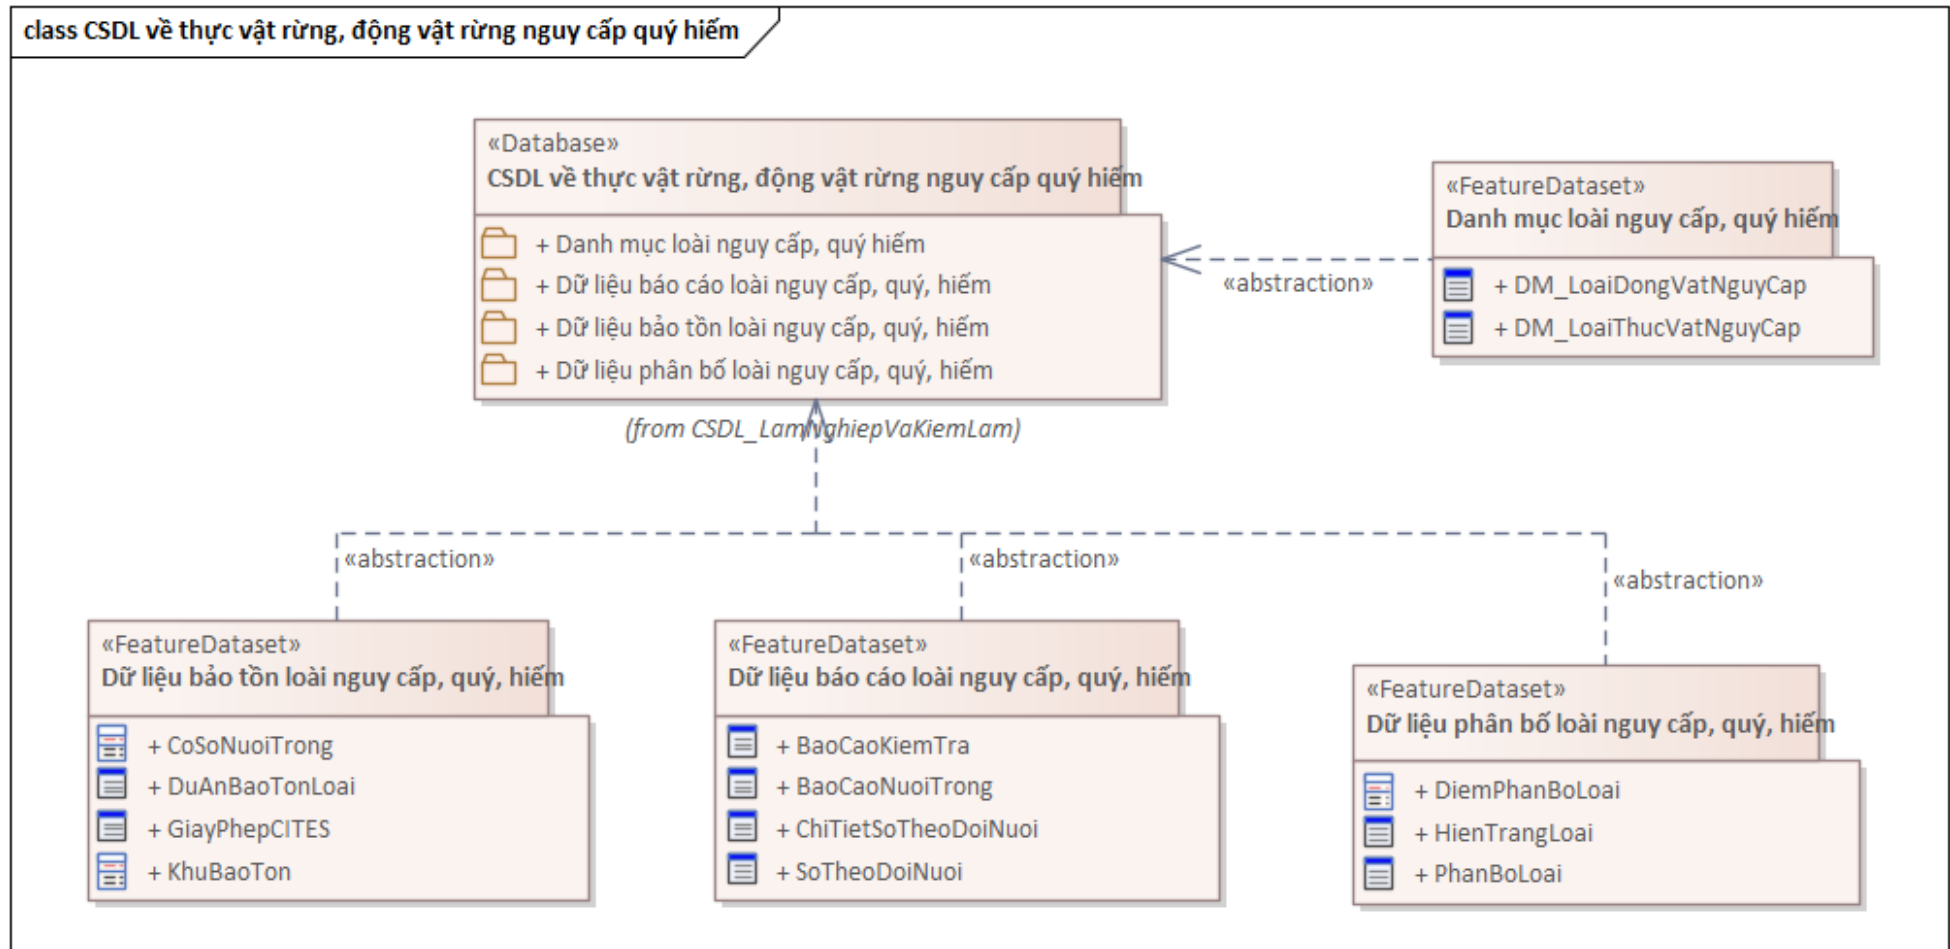 class CSDL về thực vật rừng, động vật rừng nguy cấp quý hiếm
«Database»
CSDL về thực vật rừng, động vật rừng nguy cấp quý hiếm
+ Danh mục loài nguy cấp, quý hiếm
+ Dữ liệu báo cáo loài nguy cấp, quý, hiếm
+ Dữ liệu bảo tồn loài nguy cấp, quý, hiếm
+ Dữ liệu phân bố loài nguy cấp, quý, hiếm
(from CSDL_LamNghiepVaKiemLam)
«FeatureDataset»
Danh mục loài nguy cấp, quý hiếm
+ DM_LoaiDongVatNguyCap
+ DM_LoaiThucVatNguyCap
«abstraction»
«abstraction»
«abstraction»
«abstraction»
«FeatureDataset»
Dữ liệu bảo tồn loài nguy cấp, quý, hiếm
+ CoSoNuoiTrong
+ DuAnBaoTonLoai
+ GiayPhepCITES
+ KhuBaoTon
«FeatureDataset»
Dữ liệu báo cáo loài nguy cấp, quý, hiếm
+ BaoCaoKiemTra
+ BaoCaoNuoiTrong
+ ChiTietSoTheoDoiNuoi
+ SoTheoDoiNuoi
«FeatureDataset»
Dữ liệu phân bố loài nguy cấp, quý, hiếm
+ DiemPhanBoLoai
+ HienTrangLoai
+ PhanBoLoai